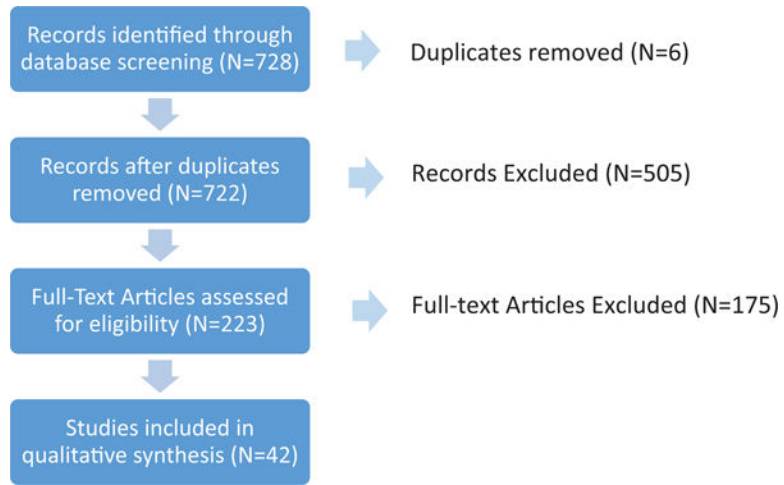 Records identified through
database screening (N=728)
Duplicates removed (N=6)
Records after duplicates
removed (N=722)
Records Excluded (N=505)
Full-Text Articles assessed
for eligibility (N=223)
Full-text Articles Excluded (N=175)
Studies included in
qualitative synthesis (N=42)